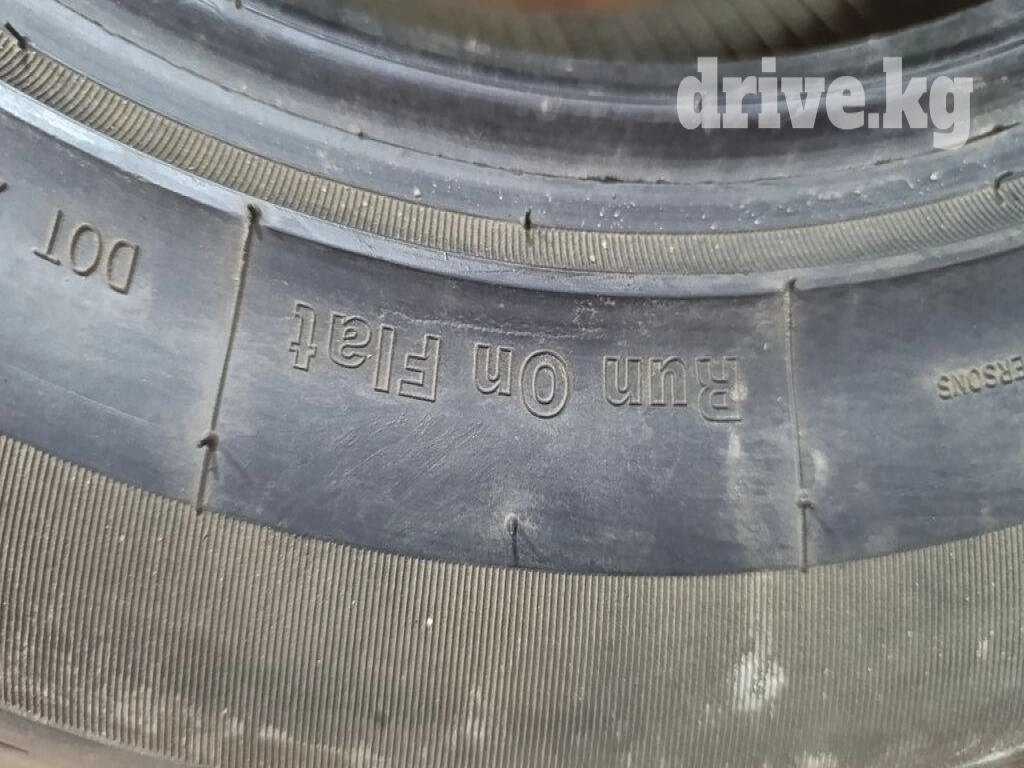 drive.kg
DOT
Run On Flat
ERSONS